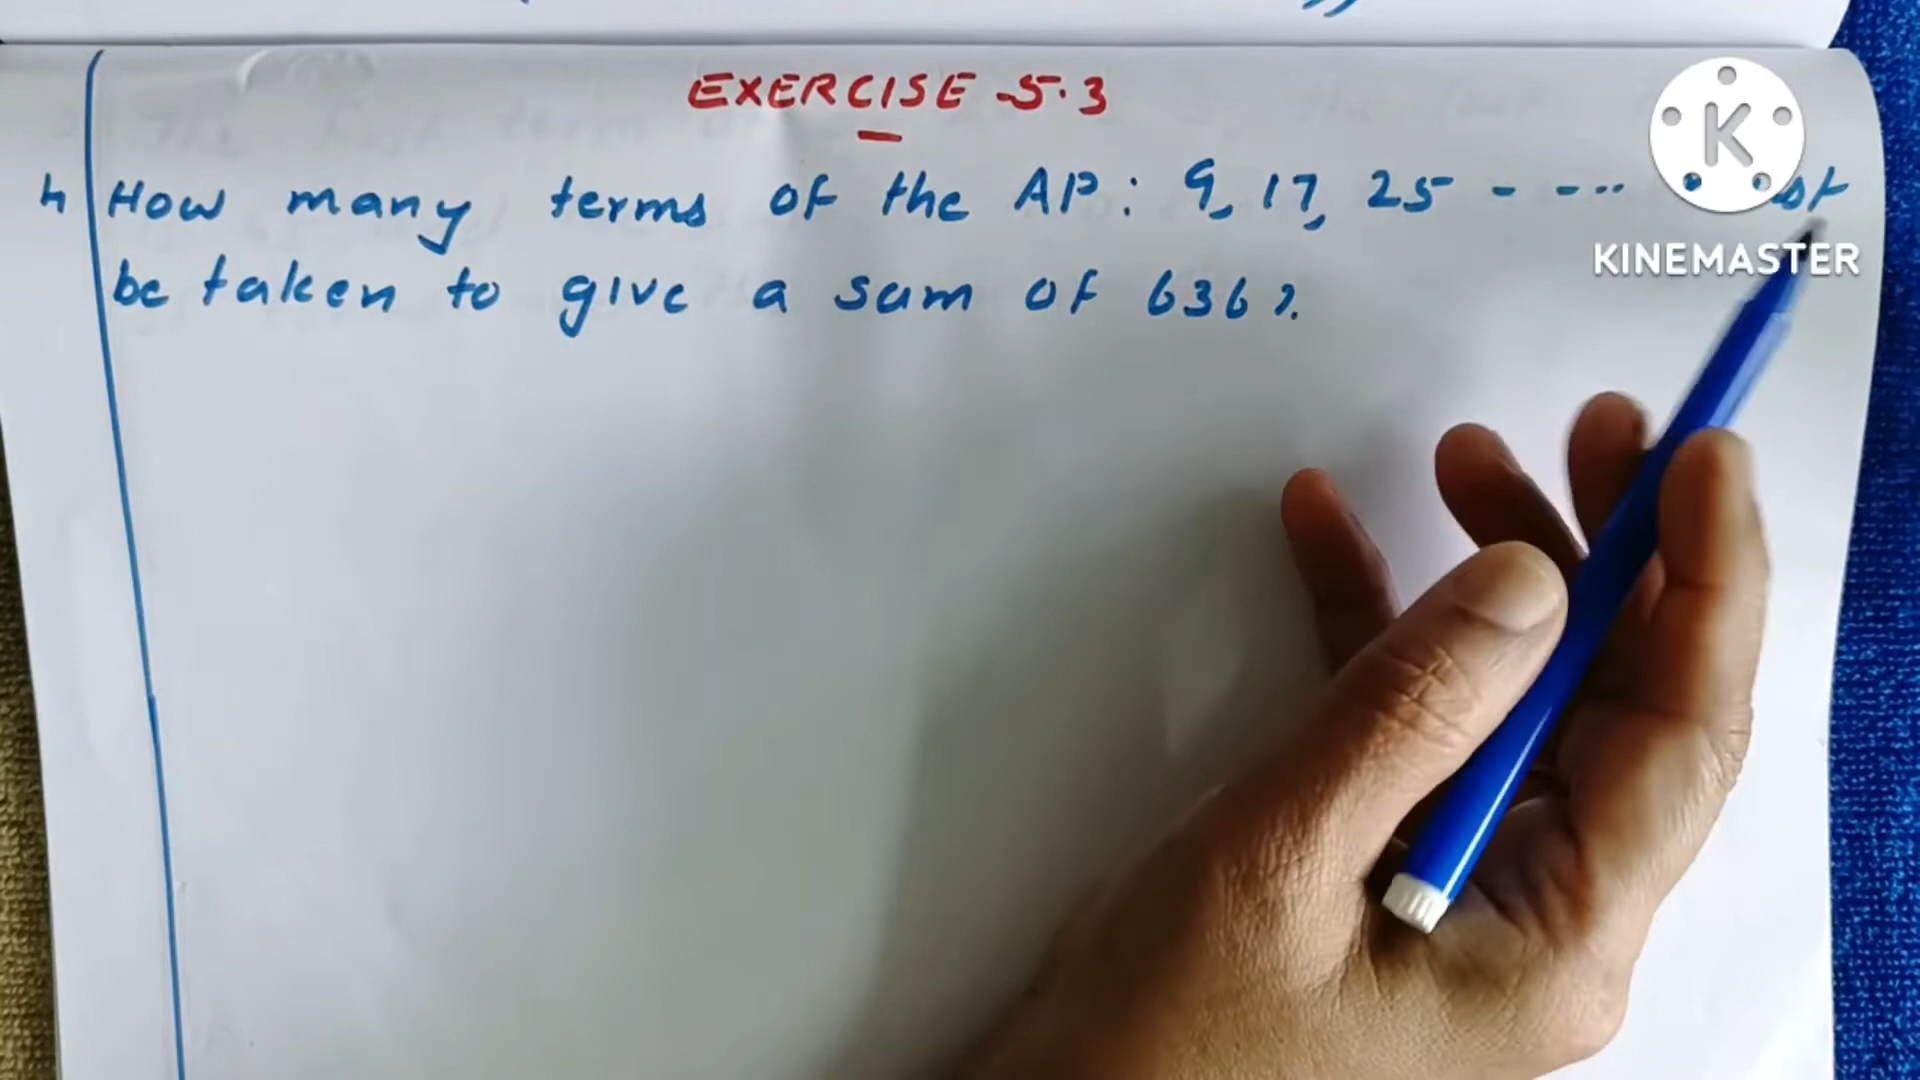 EXERCISE 5.3
4 How many terms of the AP: 9, 17, 25 - - ..
be taken to give a sum of 636?.
K
KINEMASTER